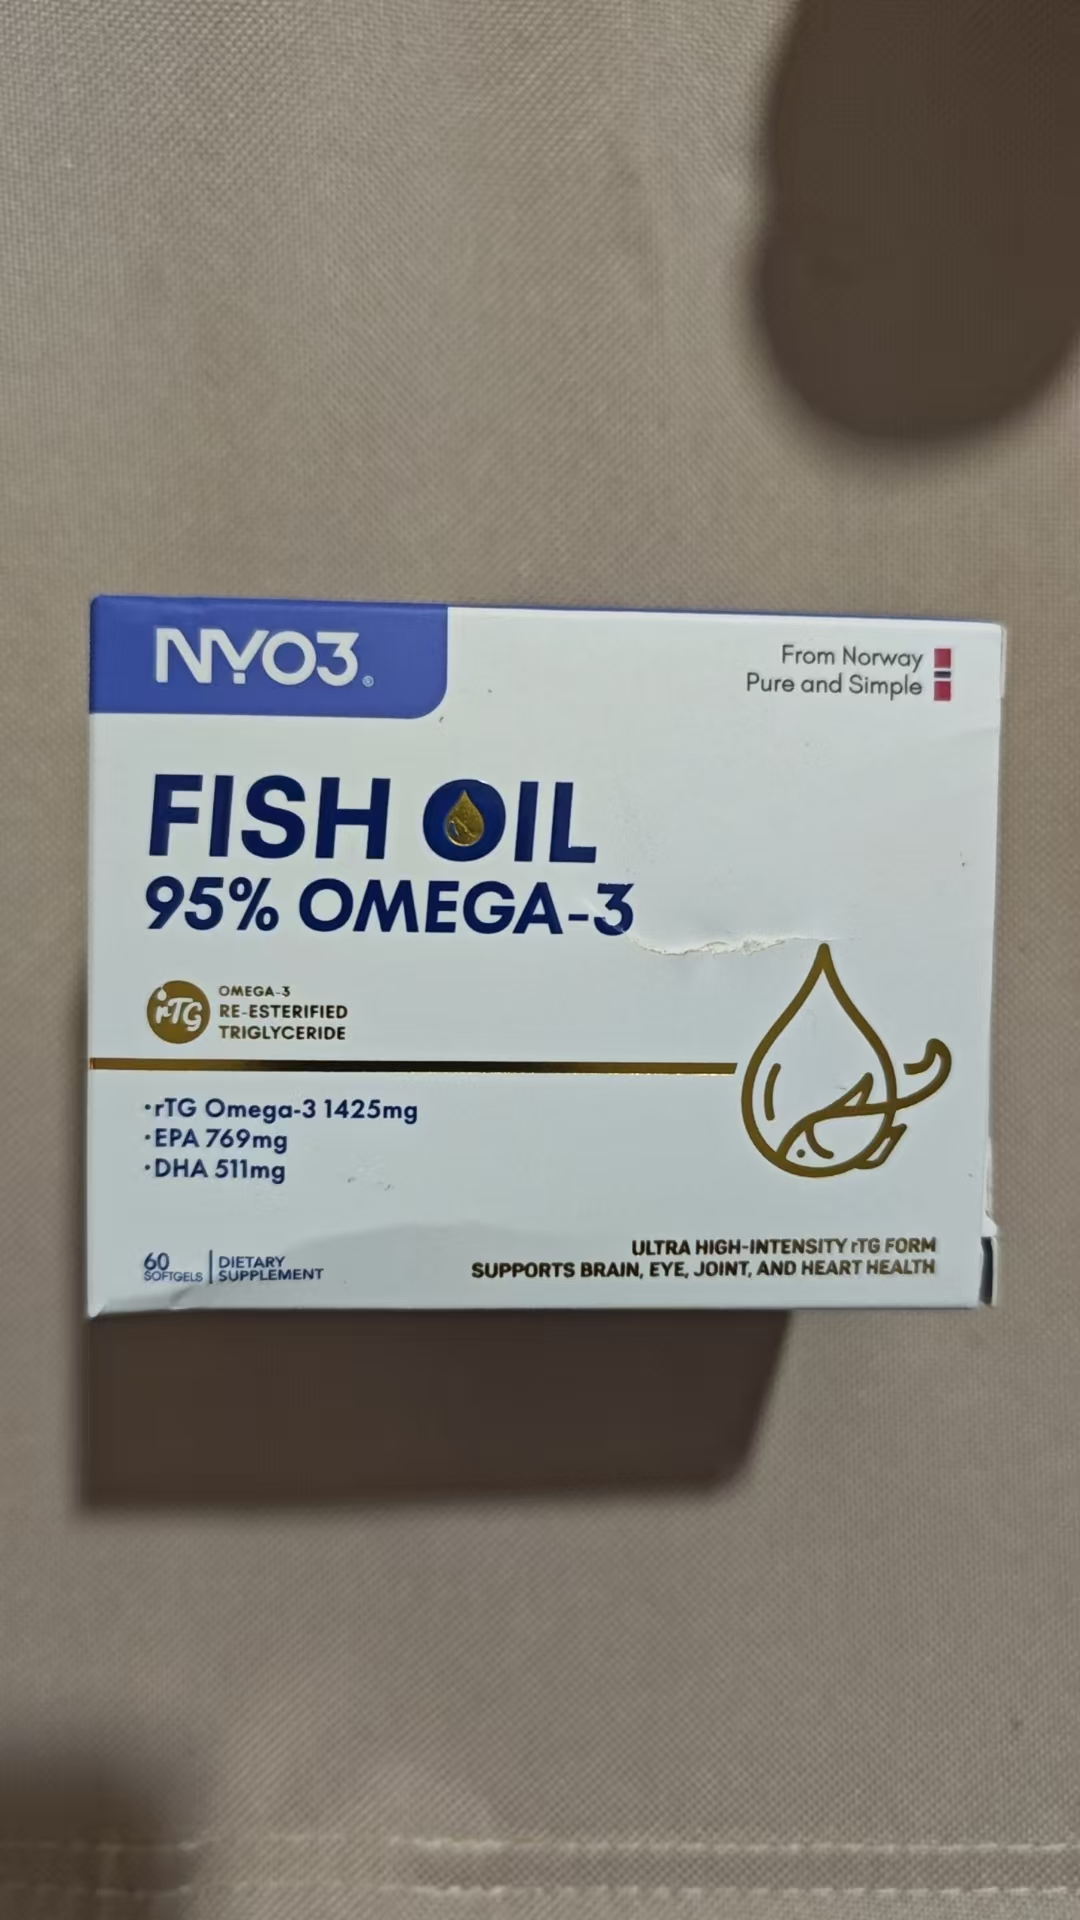 NYO3®
From Norway
Pure and Simple
FISH OIL
95% OMEGA-3
rTG
OMEGA-3
RE-ESTERIFIED
TRIGLYCERIDE
·rTG Omega-3 1425mg
·EPA 769mg
·DHA 511mg
60
SOFTGELS
DIETARY
SUPPLEMENT
ULTRA HIGH-INTENSITY rTG FORM
SUPPORTS BRAIN, EYE, JOINT, AND HEART HEALTH